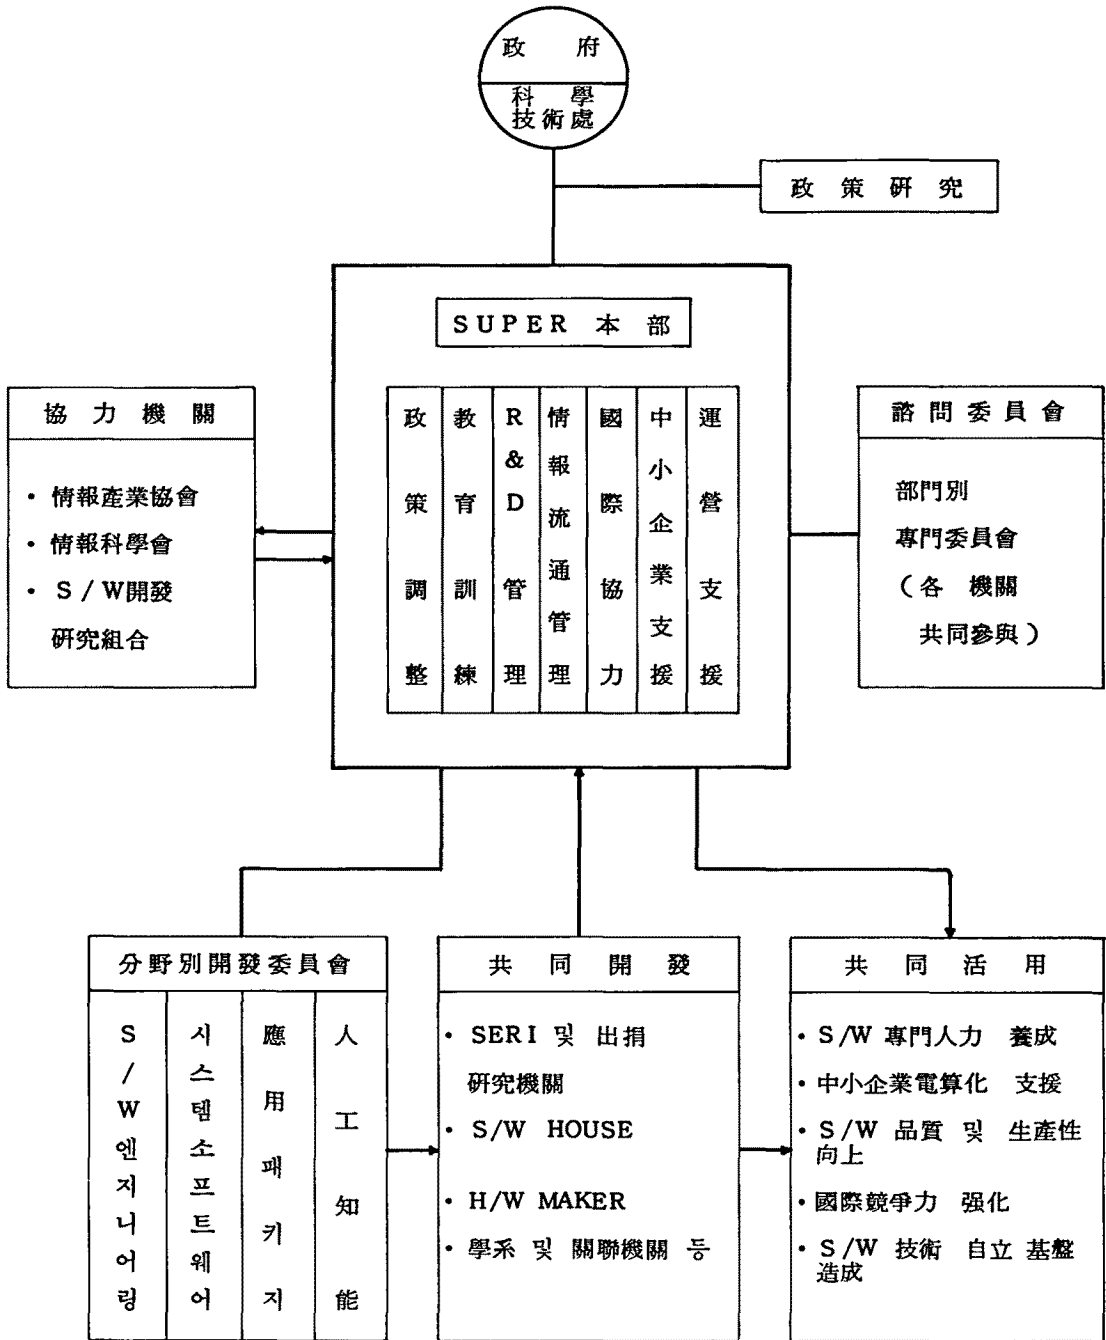 政 府
科 學
技術處
政 策 硏 究
SUPER 本 部
政策調整
敎育訓練
R&D管理
情報流通管理
國際協力
中小企業支援
運營支援
協 力 機 關
・ 情報産業協會
・ 情報科學會
・ S / W開發
硏究組合
諮問委員會
部門別
專門委員會
( 各 機關
共同參與 )
分野別開發委員會
S/W엔지니어링
시스템소프트웨어
應用패키지
人工知能
共 同 開 發
・ SERI 및 出捐
硏究機關
・ S/W HOUSE
・ H/W MAKER
・ 學系 및 關聯機關 등
共 同 活 用
・ S/W 專門人力 養成
・ 中小企業電算化 支援
・ S/W 品質 및 生産性
向上
・ 國際競爭力 强化
・ S/W 技術 自立 基盤
造成